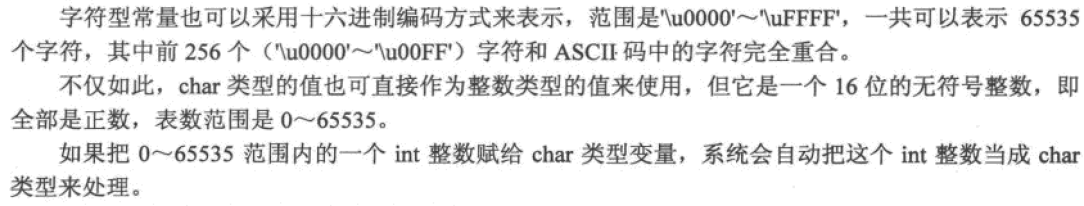 字符型常量也可以采用十六进制编码方式来表示，范围是'\u0000'～'\uFFFF'，一共可以表示 65535
个字符，其中前 256 个（'\u0000'～'\u00FF'）字符和 ASCII 码中的字符完全重合。
不仅如此，char 类型的值也可直接作为整数类型的值来使用，但它是一个 16 位的无符号整数，即
全部是正数，表数范围是 0～65535。
如果把 0～65535 范围内的一个 int 整数赋给 char 类型变量，系统会自动把这个 int 整数当成 char
类型来处理。